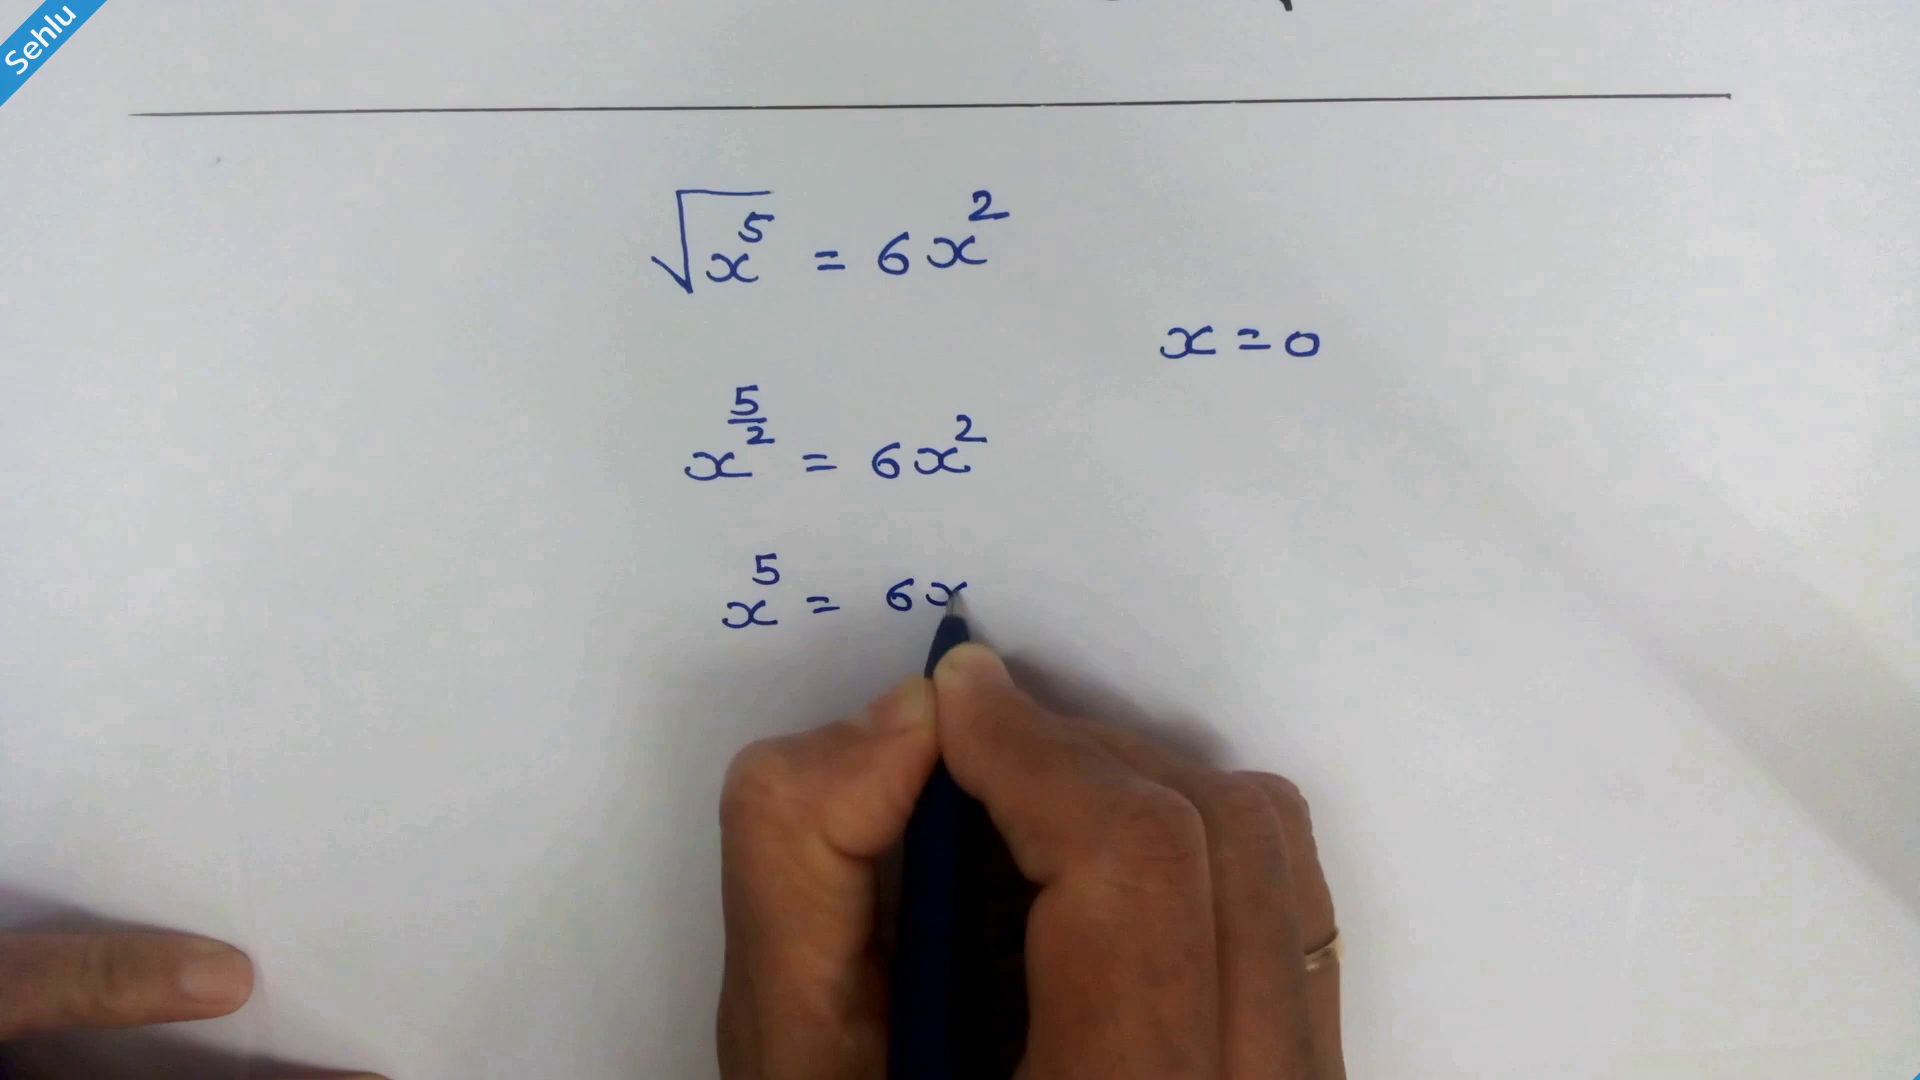 Sehlu
√x⁵ = 6x²
x = 0
x^(5/2) = 6x²
x⁵ = 6x